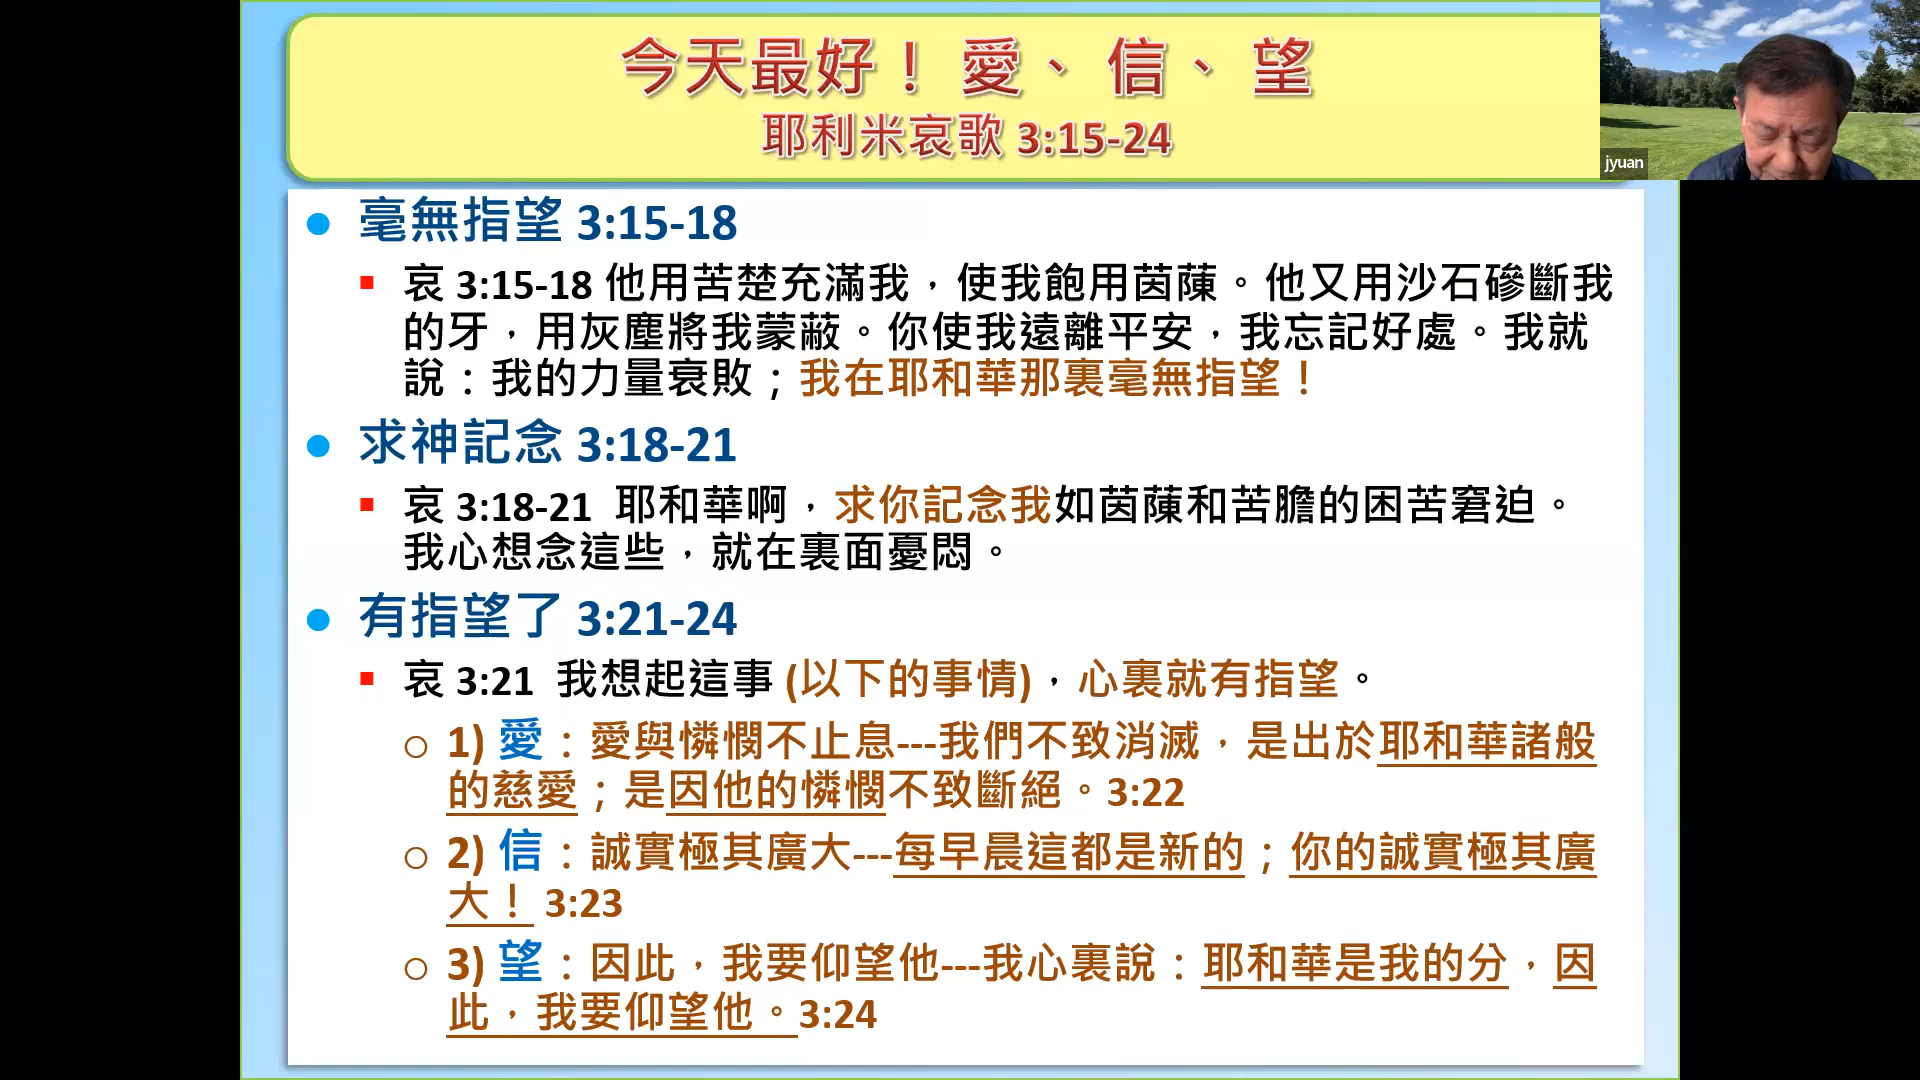 今天最好！ 愛、信、望
耶利米哀歌 3:15-24
jyuan
● 毫無指望 3:15-18
▪ 哀 3:15-18 他用苦楚充滿我，使我飽用茵蔯。他又用沙石磣斷我
的牙，用灰塵將我蒙蔽。你使我遠離平安，我忘記好處。我就
說：我的力量衰敗；我在耶和華那裏毫無指望！
● 求神記念 3:18-21
▪ 哀 3:18-21 耶和華啊，求你記念我如茵蔯和苦膽的困苦窘迫。
我心想念這些，就在裏面憂悶。
● 有指望了 3:21-24
▪ 哀 3:21 我想起這事 (以下的事情)，心裏就有指望。
○ 1) 愛：愛與憐憫不止息---我們不致消滅，是出於耶和華諸般
的慈愛；是因他的憐憫不致斷絕。3:22
○ 2) 信：誠實極其廣大---每早晨這都是新的；你的誠實極其廣
大！ 3:23
○ 3) 望：因此，我要仰望他---我心裏說：耶和華是我的分，因
此，我要仰望他。3:24